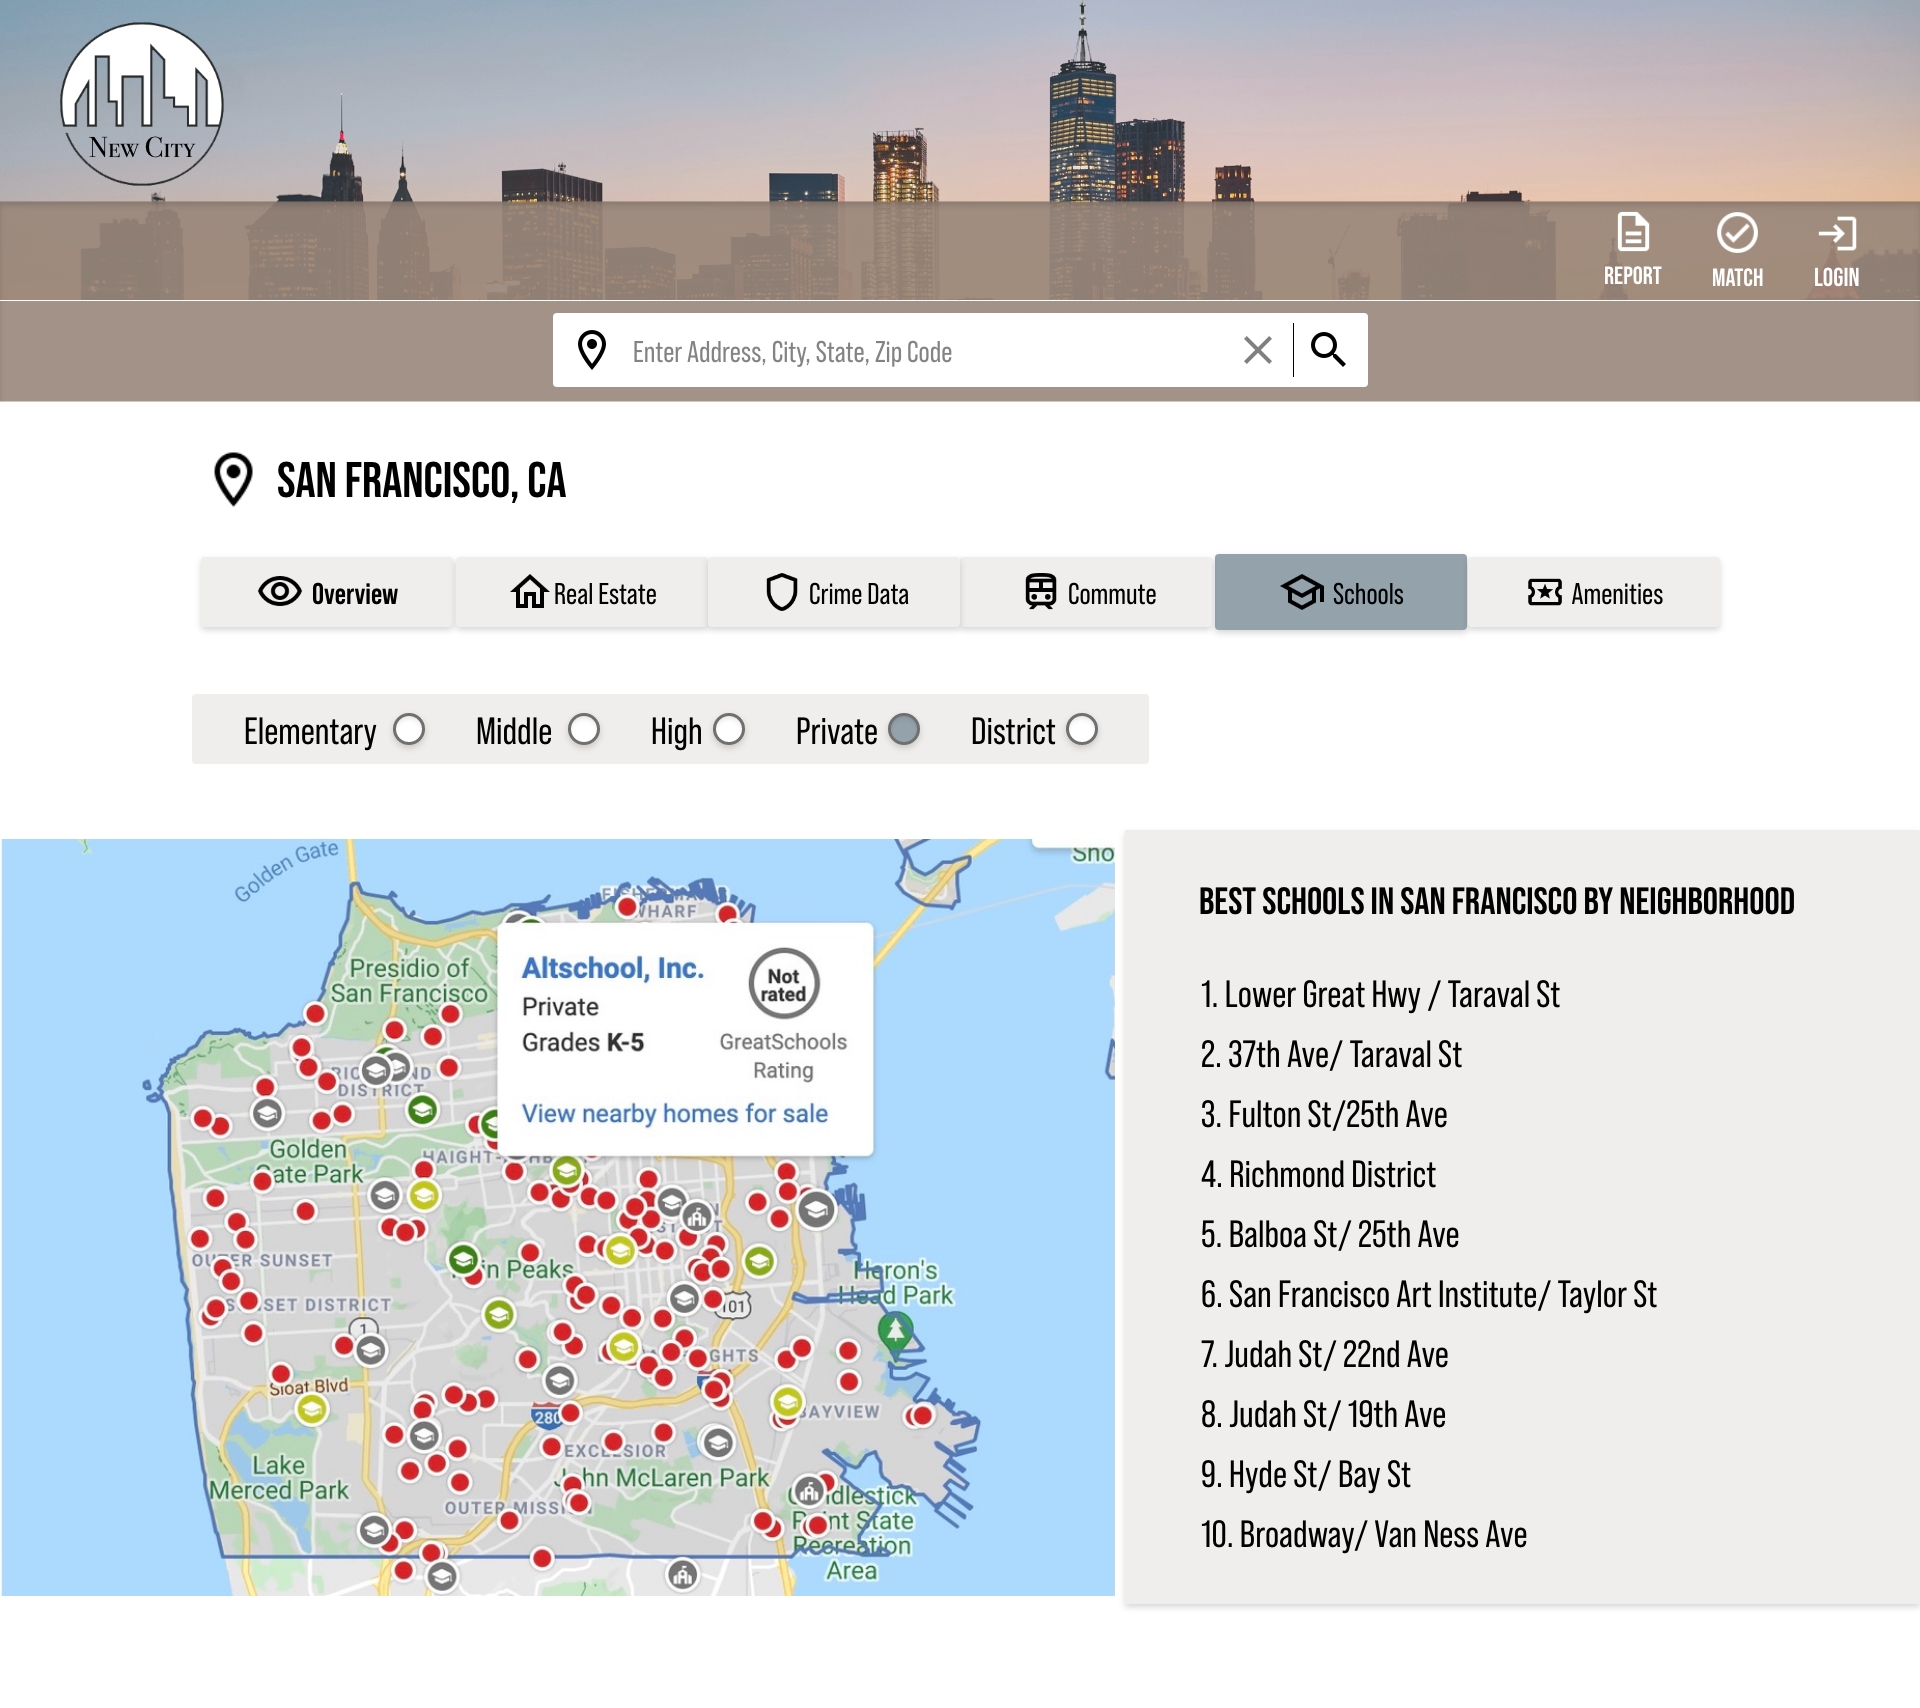 New City
REPORT
MATCH
LOGIN
Enter Address, City, State, Zip Code
SAN FRANCISCO, CA
Overview
Real Estate
Crime Data
Commute
Schools
Amenities
Elementary
Middle
High
Private
District
Golden Gate
Sho
WHARF
Presidio of
San Francisco
Altschool, Inc.
Private
Grades K-5
Not
rated
GreatSchools
Rating
View nearby homes for sale
DISTRICT
Golden
Gate Park
HAIGHT-
OUTER SUNSET
SUNSET DISTRICT
Twin Peaks
Heron's
Head Park
101
1
GHTS
Sloat Blvd
280
BAYVIEW
EXCELSIOR
Lake
Merced Park
John McLaren Park
OUTER MISSION
Candlestick
Point State
Recreation
Area
BEST SCHOOLS IN SAN FRANCISCO BY NEIGHBORHOOD
1. Lower Great Hwy / Taraval St
2. 37th Ave/ Taraval St
3. Fulton St/25th Ave
4. Richmond District
5. Balboa St/ 25th Ave
6. San Francisco Art Institute/ Taylor St
7. Judah St/ 22nd Ave
8. Judah St/ 19th Ave
9. Hyde St/ Bay St
10. Broadway/ Van Ness Ave